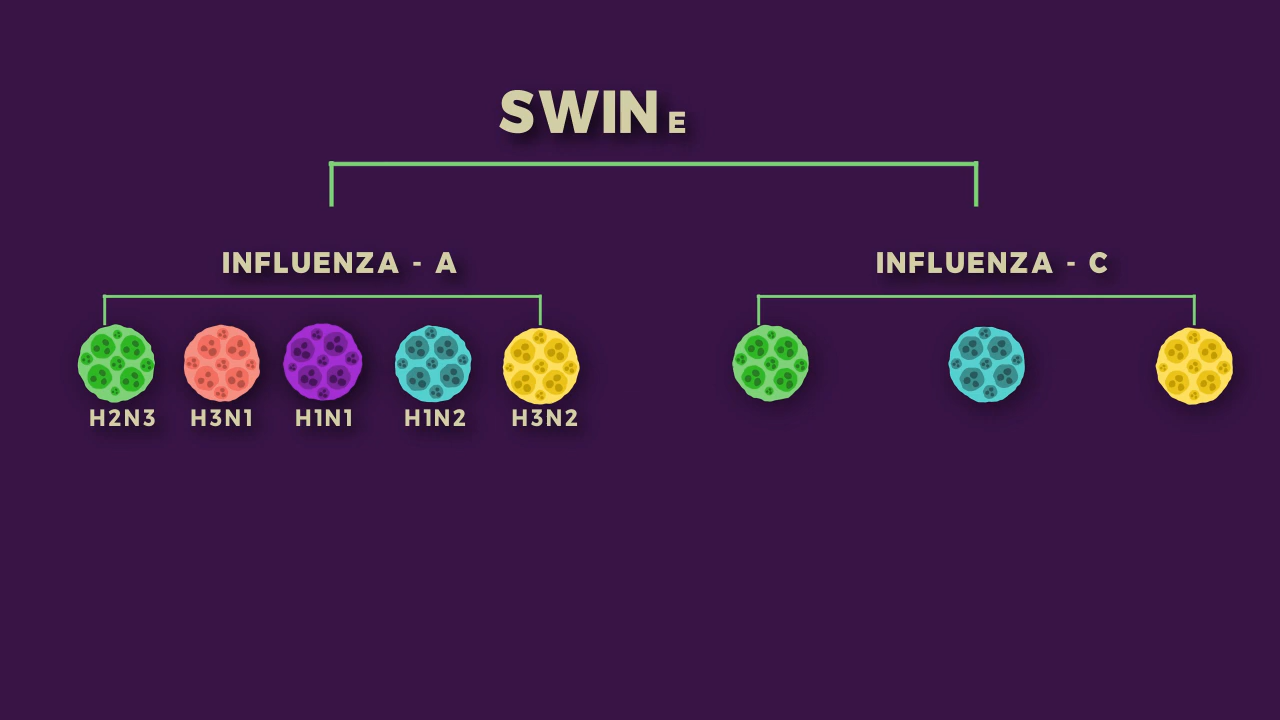 SWINE
INFLUENZA - A
INFLUENZA - C
H2N3 H3N1 H1N1 H1N2 H3N2